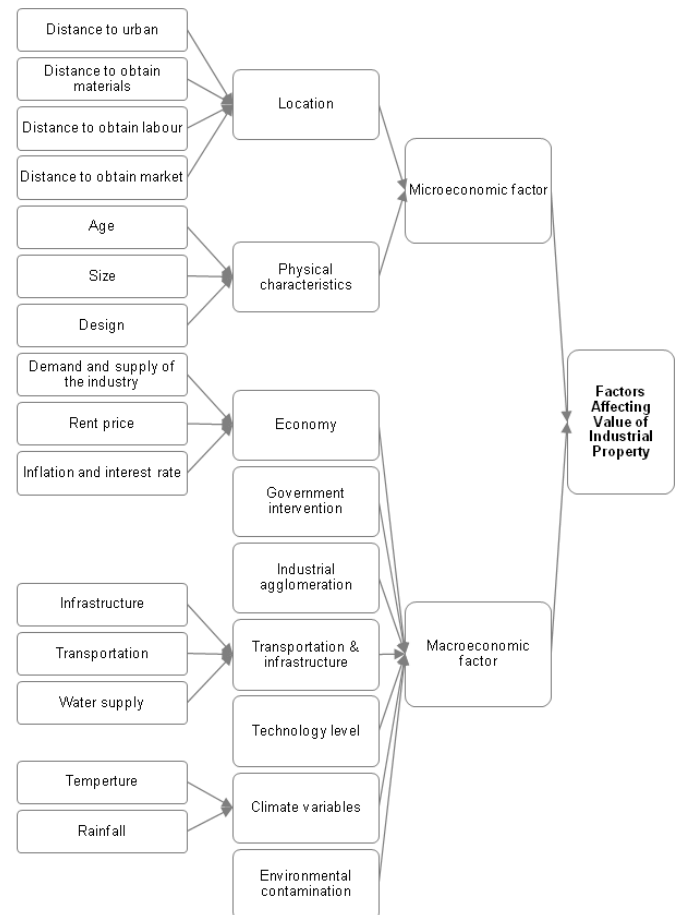 Distance to urban
Distance to obtain
materials
Distance to obtain labour
Distance to obtain market
Age
Size
Design
Demand and supply of
the industry
Rent price
Inflation and interest rate
Infrastructure
Transportation
Water supply
Temperture
Rainfall
Location
Physical
characteristics
Economy
Government
intervention
Industrial
agglomeration
Transportation &
infrastructure
Technology level
Climate variables
Environmental
contamination
Microeconomic factor
Macroeconomic
factor
Factors
Affecting
Value of
Industrial
Property